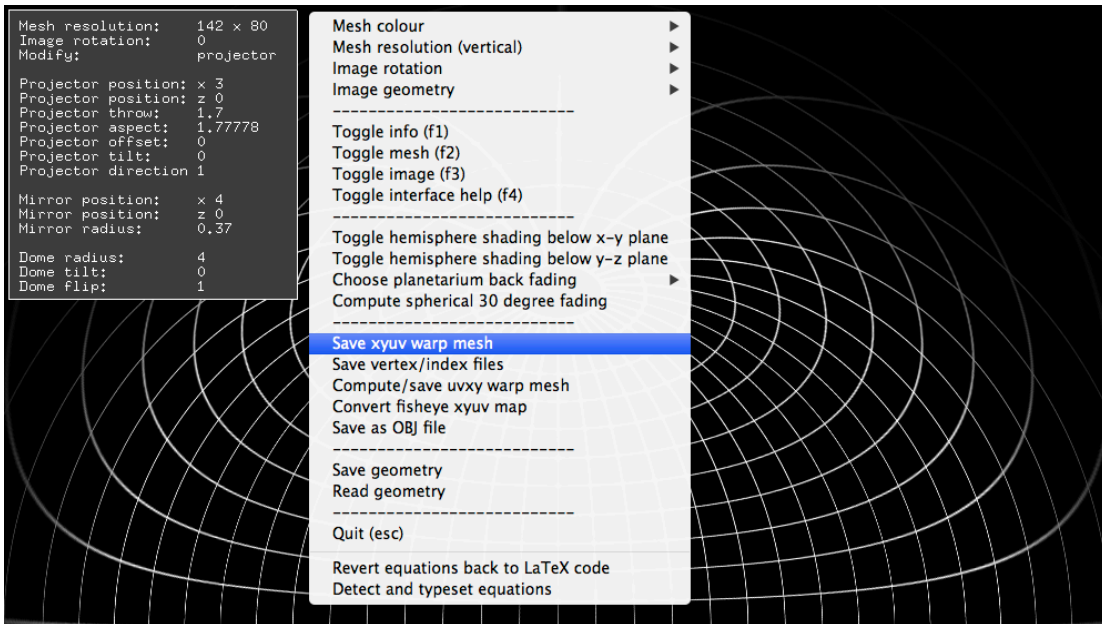 Mesh resolution: 142 x 80
Image rotation: 0
Modify: projector
Projector position: x 3
Projector position: z 0
Projector throw: 1.7
Projector aspect: 1.77778
Projector offset: 0
Projector tilt: 0
Projector direction 1
Mirror position: x 4
Mirror position: z 0
Mirror radius: 0.37
Dome radius: 4
Dome tilt: 0
Dome flip: 1
Mesh colour
Mesh resolution (vertical)
Image rotation
Image geometry
---------------------------
Toggle info (f1)
Toggle mesh (f2)
Toggle image (f3)
Toggle interface help (f4)
---------------------------
Toggle hemisphere shading below x-y plane
Toggle hemisphere shading below y-z plane
Choose planetarium back fading
Compute spherical 30 degree fading
---------------------------
Save xyuv warp mesh
Save vertex/index files
Compute/save uvxy warp mesh
Convert fisheye xyuv map
Save as OBJ file
---------------------------
Save geometry
Read geometry
---------------------------
Quit (esc)
Revert equations back to LaTeX code
Detect and typeset equations